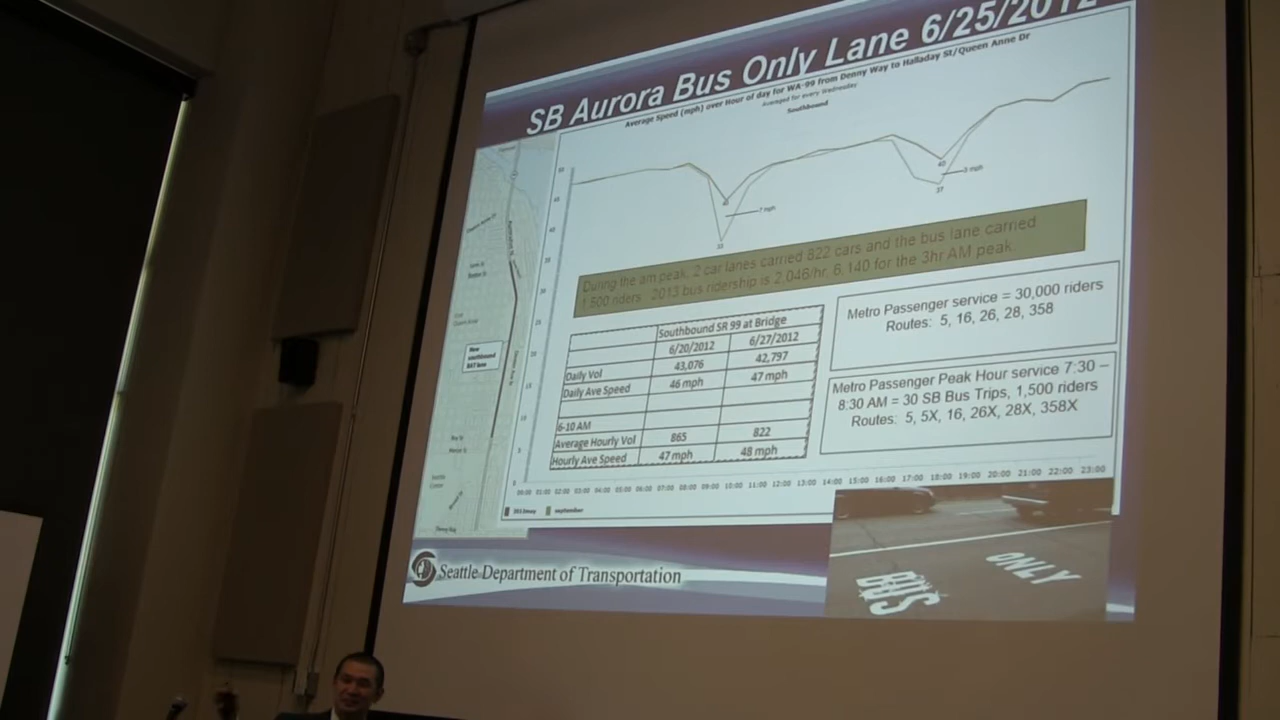 SB Aurora Bus Only Lane 6/25/2012
Average Speed (mph) over Hour of day for WA-99 from Denny Way to Halladay St/Queen Anne Dr
Averaged for every Wednesday
Southbound
40
37
3 mph
7 mph
33
During the am peak, 2 car lanes carried 822 cars and the bus lane carried
1,500 riders. 2013 bus ridership is 2,046/hr, 6,140 for the 3hr AM peak.
New
southbound
BAT lane
Southbound SR 99 at Bridge
6/20/2012 6/27/2012
Daily Vol 43,076 42,797
Daily Ave Speed 46 mph 47 mph
6-10 AM
Average Hourly Vol 865 822
Hourly Ave Speed 47 mph 48 mph
Metro Passenger service = 30,000 riders
Routes: 5, 16, 26, 28, 358
Metro Passenger Peak Hour service 7:30 –
8:30 AM = 30 SB Bus Trips, 1,500 riders
Routes: 5, 5X, 16, 26X, 28X, 358X
00:00 01:00 02:00 03:00 04:00 05:00 06:00 07:00 08:00 09:00 10:00 11:00 12:00 13:00 14:00 15:00 16:00 17:00 18:00 19:00 20:00 21:00 22:00 23:00
Seattle Department of Transportation
BUS ONLY